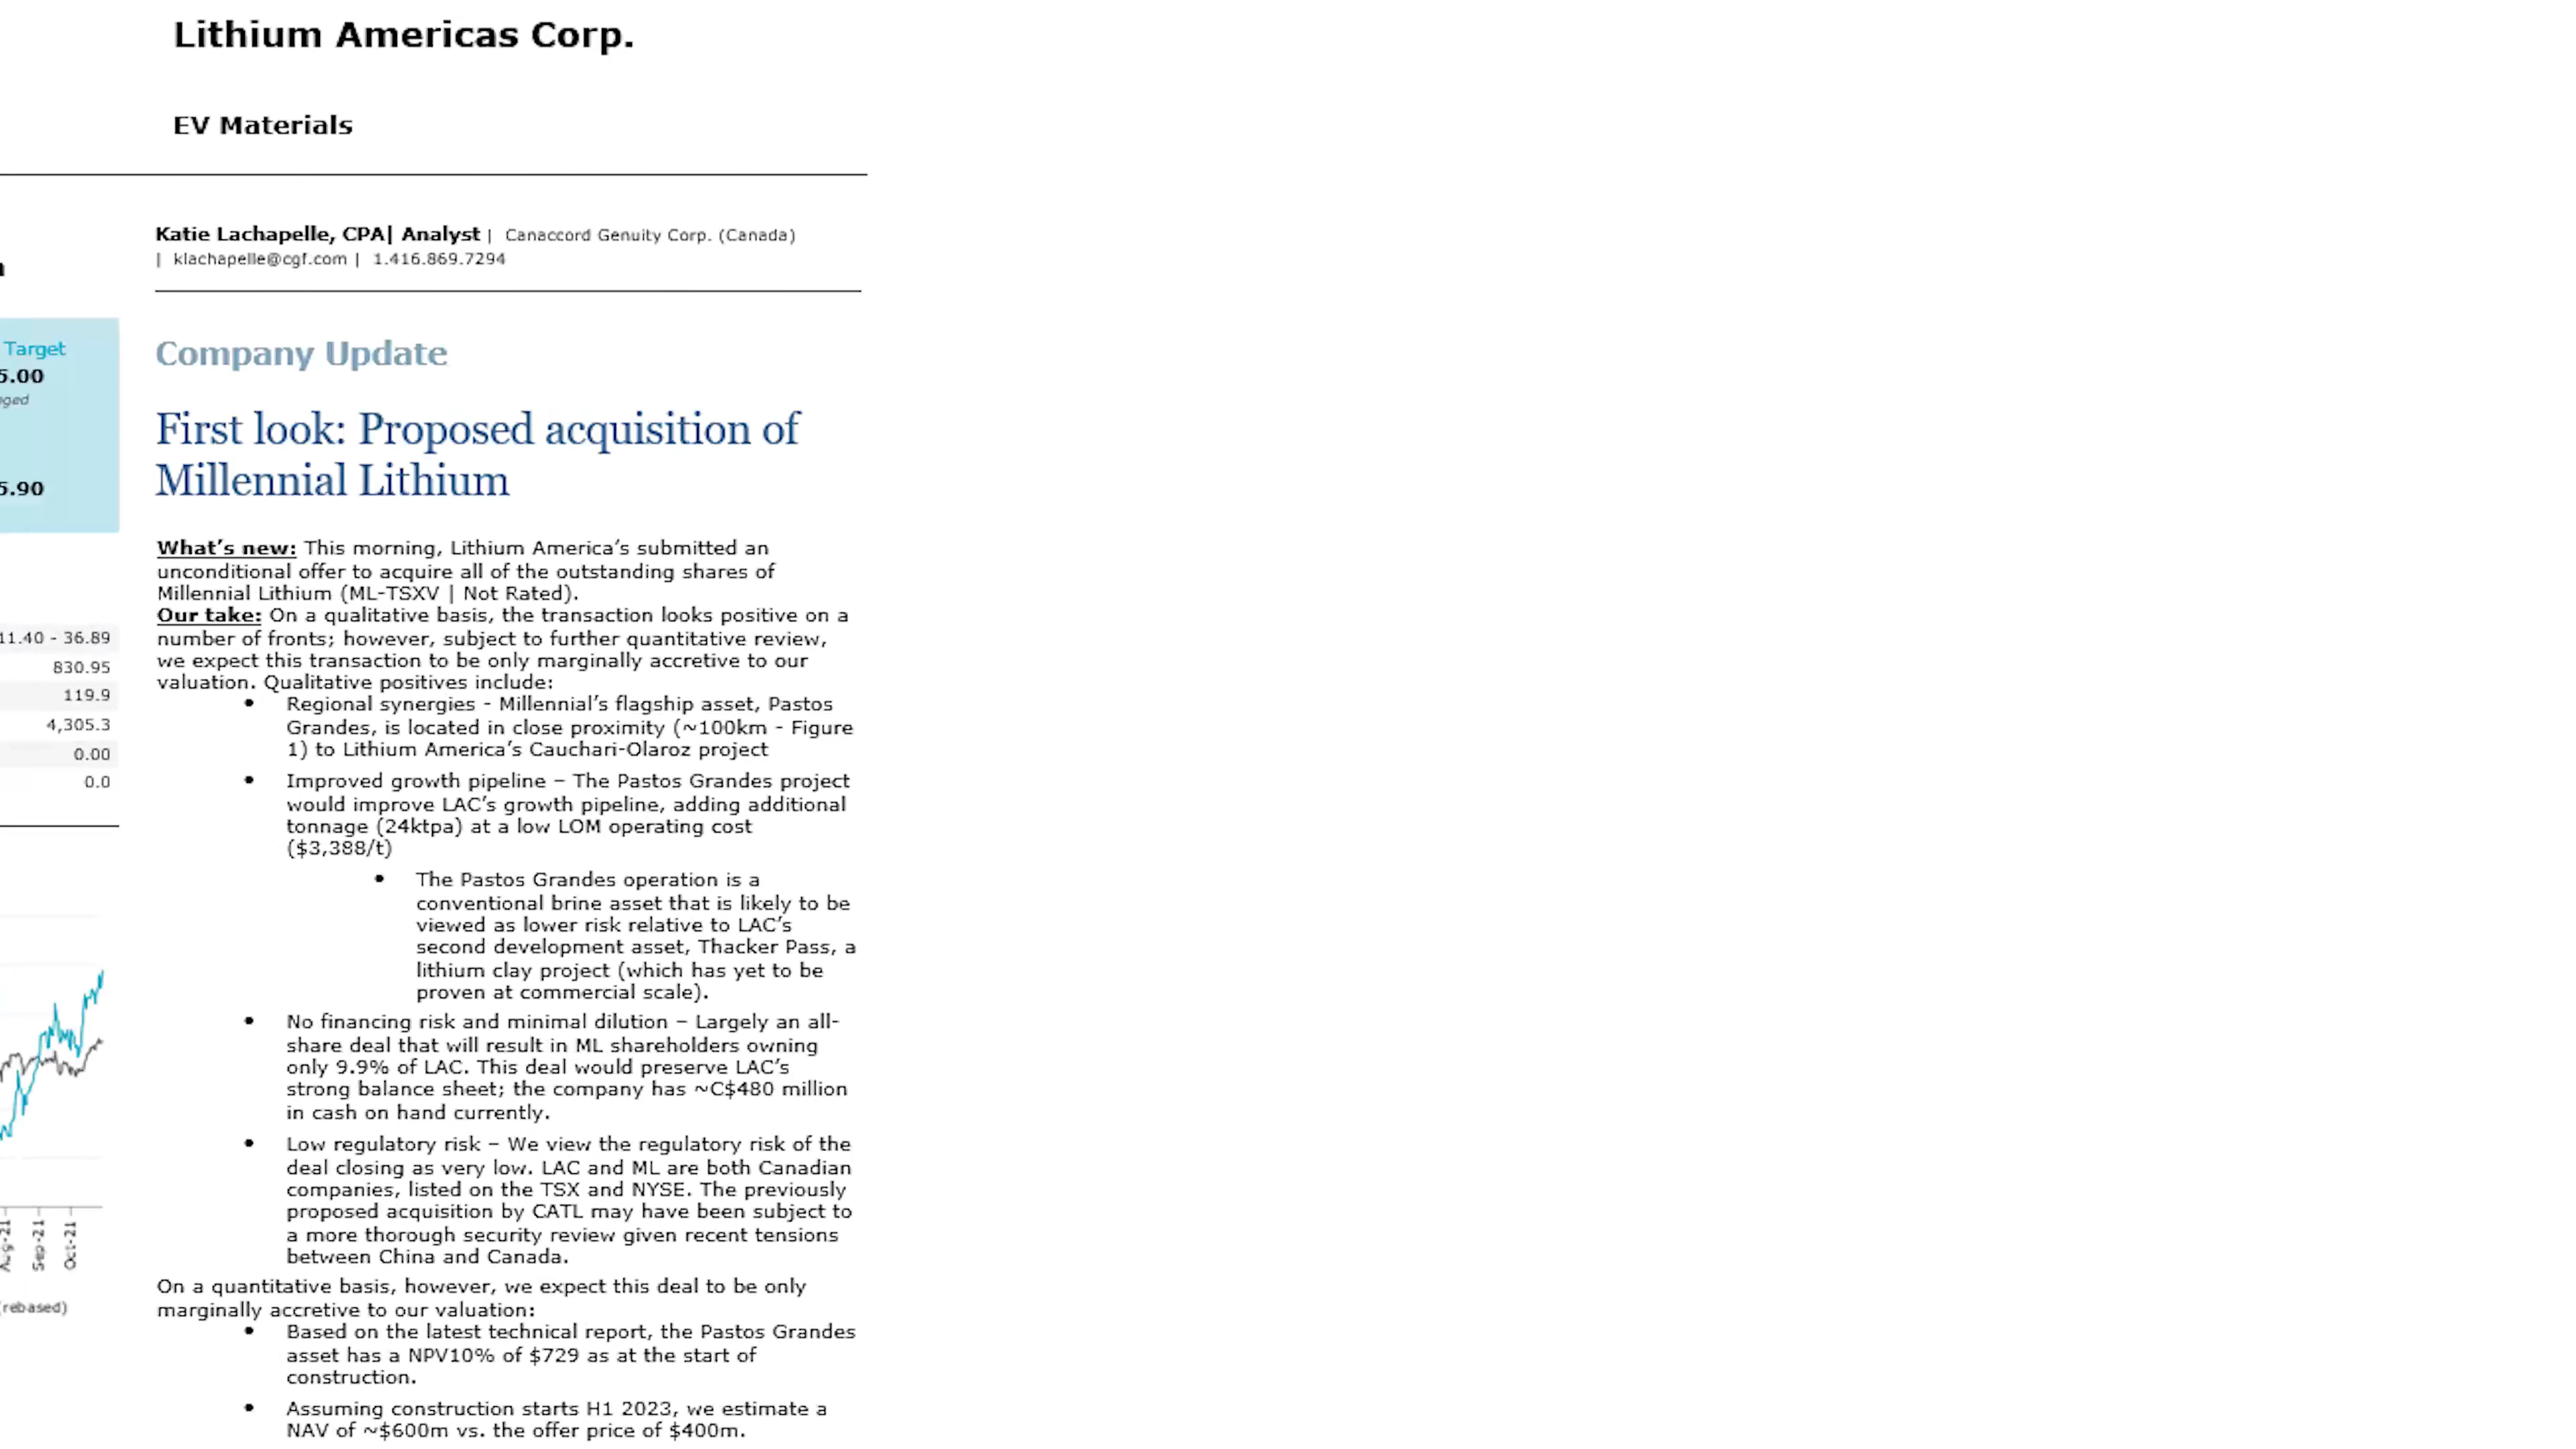 Lithium Americas Corp.
EV Materials
Katie Lachapelle, CPA| Analyst | Canaccord Genuity Corp. (Canada)
| klachapelle@cgf.com | 1.416.869.7294
Target
5.00
5.90
11.40 - 36.89
830.95
119.9
4,305.3
0.00
0.0
Aug-21
Sep-21
Oct-21
(rebased)
Company Update
First look: Proposed acquisition of
Millennial Lithium
What's new: This morning, Lithium America's submitted an
unconditional offer to acquire all of the outstanding shares of
Millennial Lithium (ML-TSXV | Not Rated).
Our take: On a qualitative basis, the transaction looks positive on a
number of fronts; however, subject to further quantitative review,
we expect this transaction to be only marginally accretive to our
valuation. Qualitative positives include:
• Regional synergies - Millennial's flagship asset, Pastos
Grandes, is located in close proximity (~100km - Figure
1) to Lithium America's Cauchari-Olaroz project
• Improved growth pipeline – The Pastos Grandes project
would improve LAC's growth pipeline, adding additional
tonnage (24ktpa) at a low LOM operating cost
($3,388/t)
• The Pastos Grandes operation is a
conventional brine asset that is likely to be
viewed as lower risk relative to LAC's
second development asset, Thacker Pass, a
lithium clay project (which has yet to be
proven at commercial scale).
• No financing risk and minimal dilution – Largely an all-
share deal that will result in ML shareholders owning
only 9.9% of LAC. This deal would preserve LAC's
strong balance sheet; the company has ~C$480 million
in cash on hand currently.
• Low regulatory risk – We view the regulatory risk of the
deal closing as very low. LAC and ML are both Canadian
companies, listed on the TSX and NYSE. The previously
proposed acquisition by CATL may have been subject to
a more thorough security review given recent tensions
between China and Canada.
On a quantitative basis, however, we expect this deal to be only
marginally accretive to our valuation:
• Based on the latest technical report, the Pastos Grandes
asset has a NPV10% of $729 as at the start of
construction.
• Assuming construction starts H1 2023, we estimate a
NAV of ~$600m vs. the offer price of $400m.